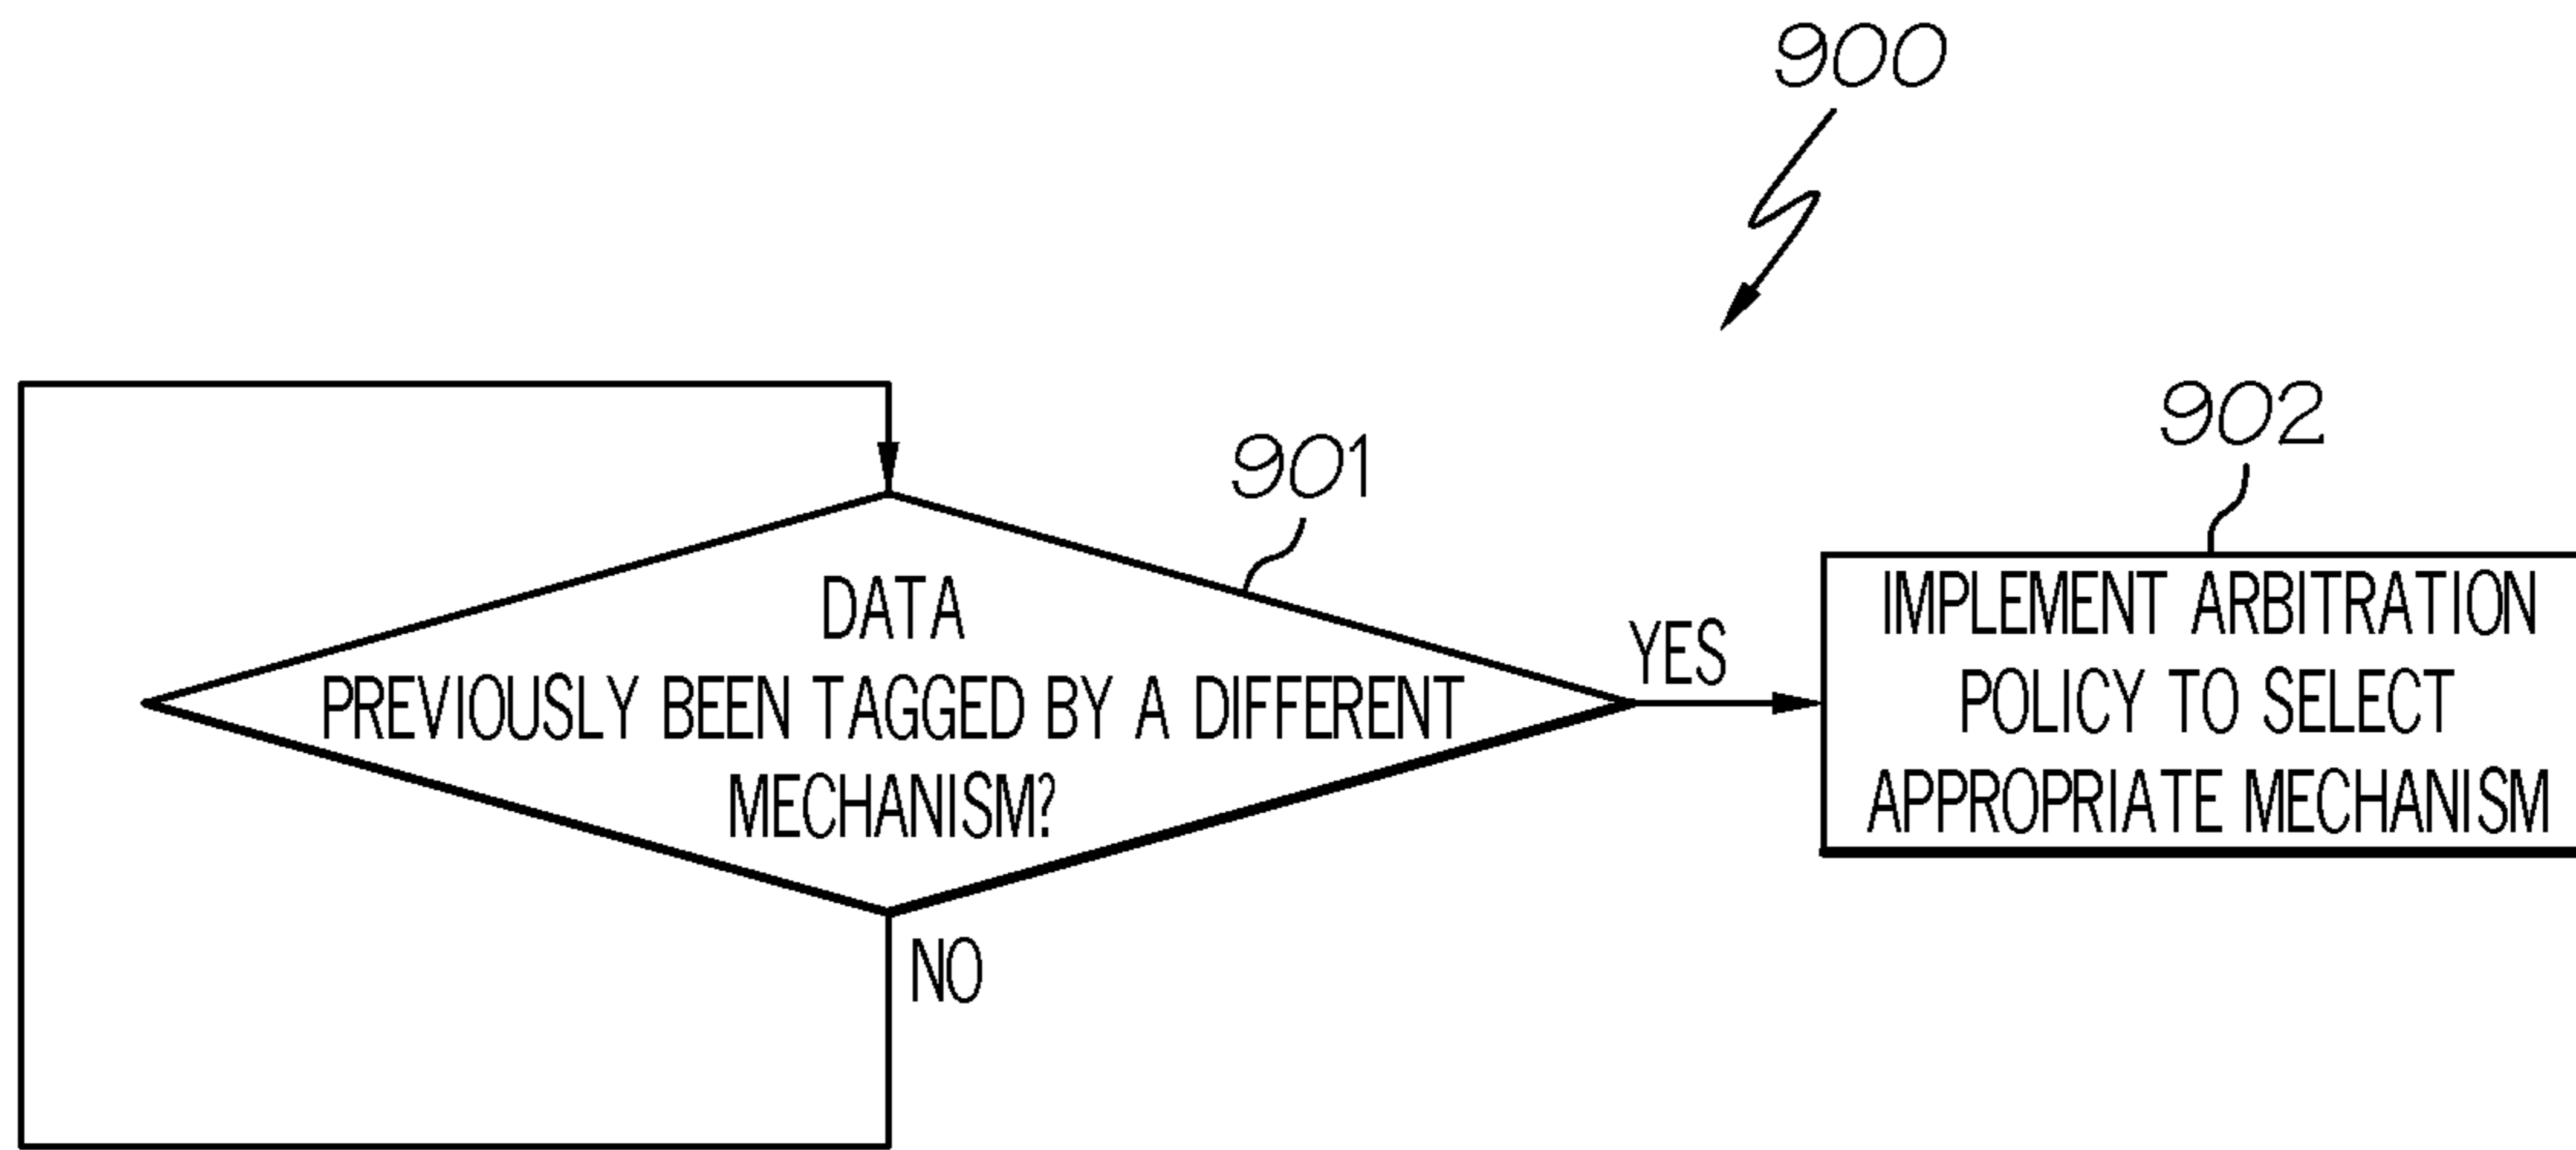 900
901
902
DATA
PREVIOUSLY BEEN TAGGED BY A DIFFERENT
MECHANISM?
YES
IMPLEMENT ARBITRATION
POLICY TO SELECT
APPROPRIATE MECHANISM
NO